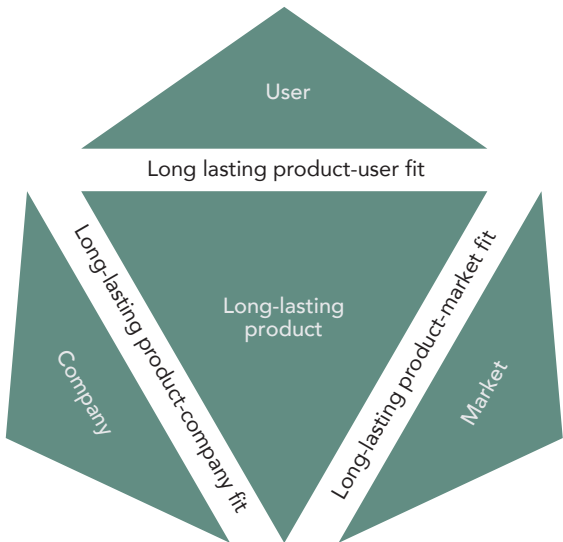 User
Long lasting product-user fit
Long-lasting
product
Long-lasting product-company fit
Long-lasting product-market fit
Company
Market